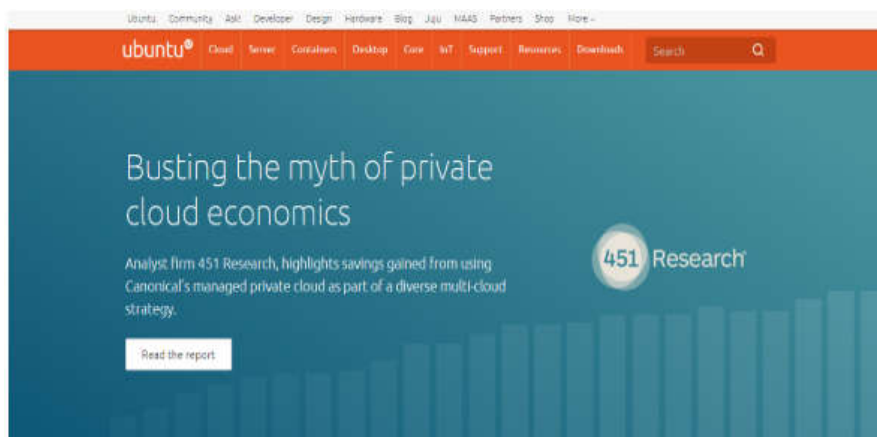 Ubuntu Community Ask! Developer Design Hardware Blog Juju MAAS Partners Shop More
ubuntu® Cloud Server Containers Desktop Core IoT Support Resources Downloads Search
Busting the myth of private
cloud economics
Analyst firm 451 Research, highlights savings gained from using
Canonical's managed private cloud as part of a diverse multi-cloud
strategy.
451 Research
Read the report